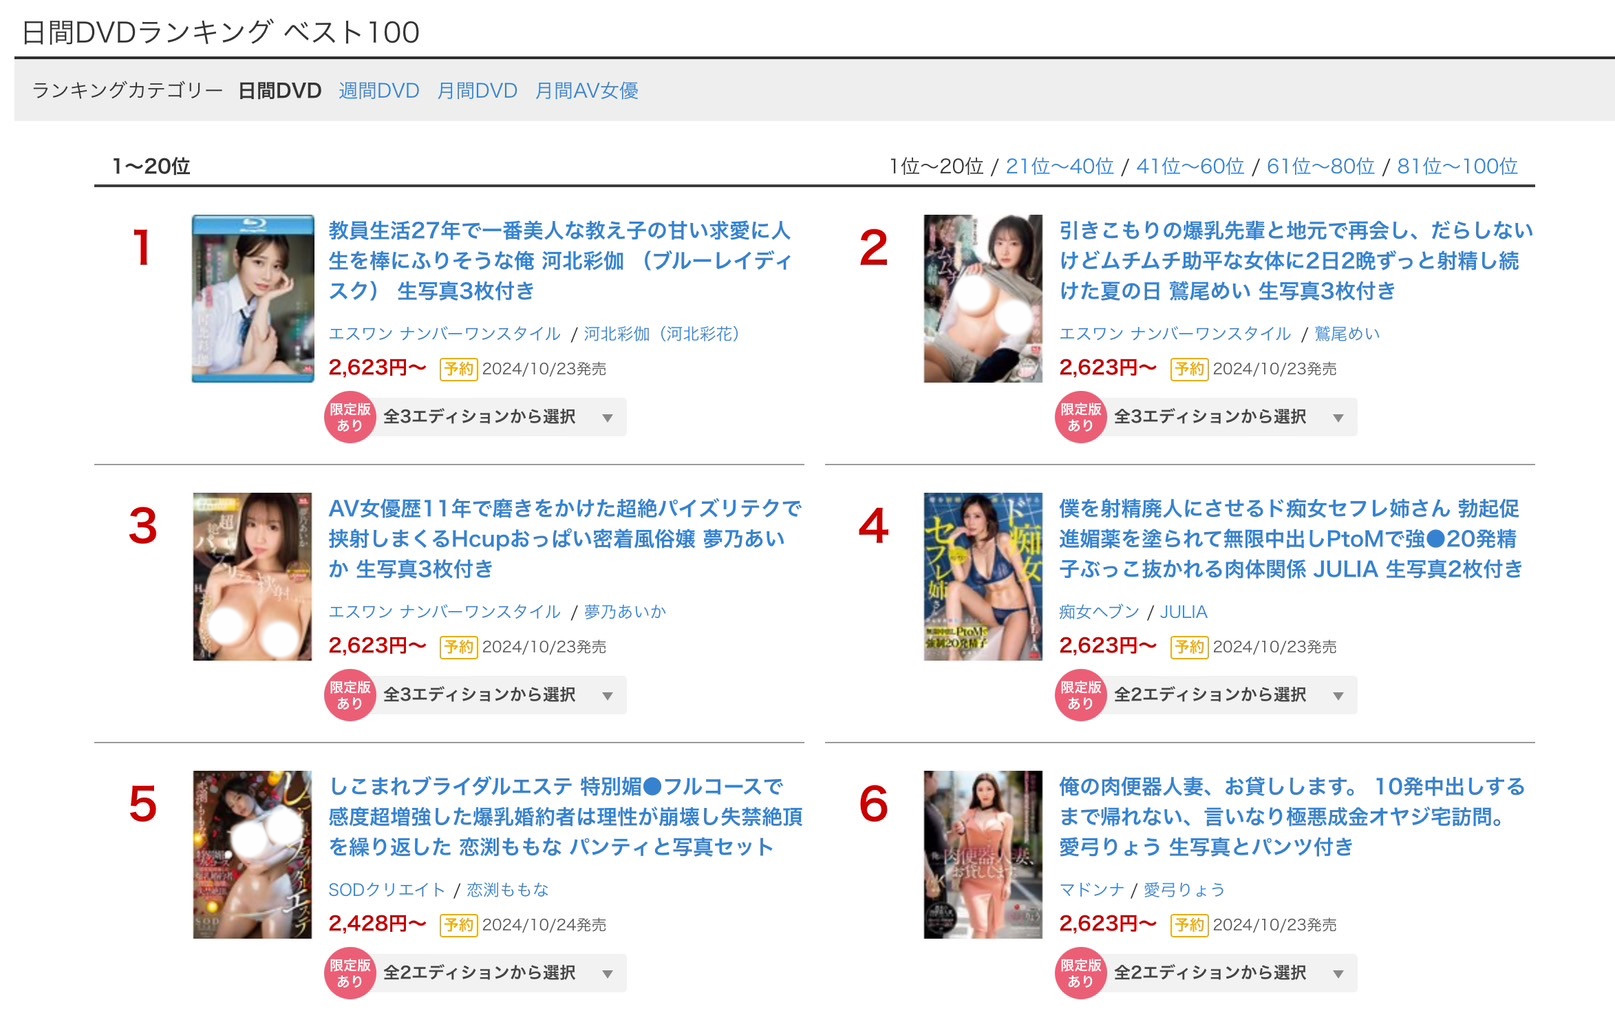 日間DVDランキング ベスト100
ランキングカテゴリー 日間DVD 週間DVD 月間DVD 月間AV女優
1〜20位
1位〜20位 / 21位〜40位 / 41位〜60位 / 61位〜80位 / 81位〜100位
1
教員生活27年で一番美人な教え子の甘い求愛に人
生を棒にふりそうな俺 河北彩伽 （ブルーレイディ
スク） 生写真3枚付き
エスワン ナンバーワンスタイル / 河北彩伽（河北彩花）
2,623円〜 予約 2024/10/23発売
限定版
あり
全3エディションから選択 ▼
2
引きこもりの爆乳先輩と地元で再会し、だらしない
けどムチムチ助平な女体に2日2晩ずっと射精し続
けた夏の日 鷲尾めい 生写真3枚付き
エスワン ナンバーワンスタイル / 鷲尾めい
2,623円〜 予約 2024/10/23発売
限定版
あり
全3エディションから選択 ▼
3
AV女優歴11年で磨きをかけた超絶パイズリテクで
挟射しまくるHcupおっぱい密着風俗嬢 夢乃あい
か 生写真3枚付き
エスワン ナンバーワンスタイル / 夢乃あいか
2,623円〜 予約 2024/10/23発売
限定版
あり
全3エディションから選択 ▼
4
ド痴女
セフレ姉さん
PtoM
強制20発精子
JULIA
僕を射精廃人にさせるド痴女セフレ姉さん 勃起促
進媚薬を塗られて無限中出しPtoMで強●20発精
子ぶっこ抜かれる肉体関係 JULIA 生写真2枚付き
痴女ヘブン / JULIA
2,623円〜 予約 2024/10/23発売
限定版
あり
全2エディションから選択 ▼
5
しこまれブライダルエステ 特別媚●フルコースで
感度超増強した爆乳婚約者は理性が崩壊し失禁絶頂
を繰り返した 恋渕ももな パンティと写真セット
SODクリエイト / 恋渕ももな
2,428円〜 予約 2024/10/24発売
限定版
あり
全2エディションから選択 ▼
6
肉便器人妻、
お貸しします。
俺の肉便器人妻、お貸しします。 10発中出しする
まで帰れない、言いなり極悪成金オヤジ宅訪問。
愛弓りょう 生写真とパンツ付き
マドンナ / 愛弓りょう
2,623円〜 予約 2024/10/23発売
限定版
あり
全2エディションから選択 ▼